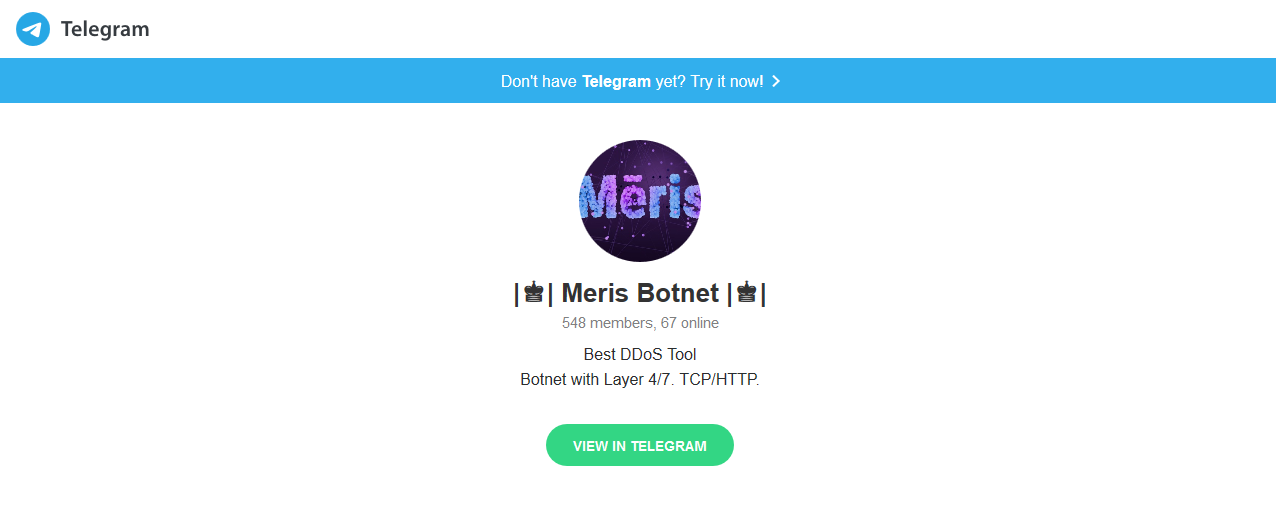 Telegram
Don't have Telegram yet? Try it now!
Mēris
|♚| Meris Botnet |♚|
548 members, 67 online
Best DDoS Tool
Botnet with Layer 4/7. TCP/HTTP.
VIEW IN TELEGRAM